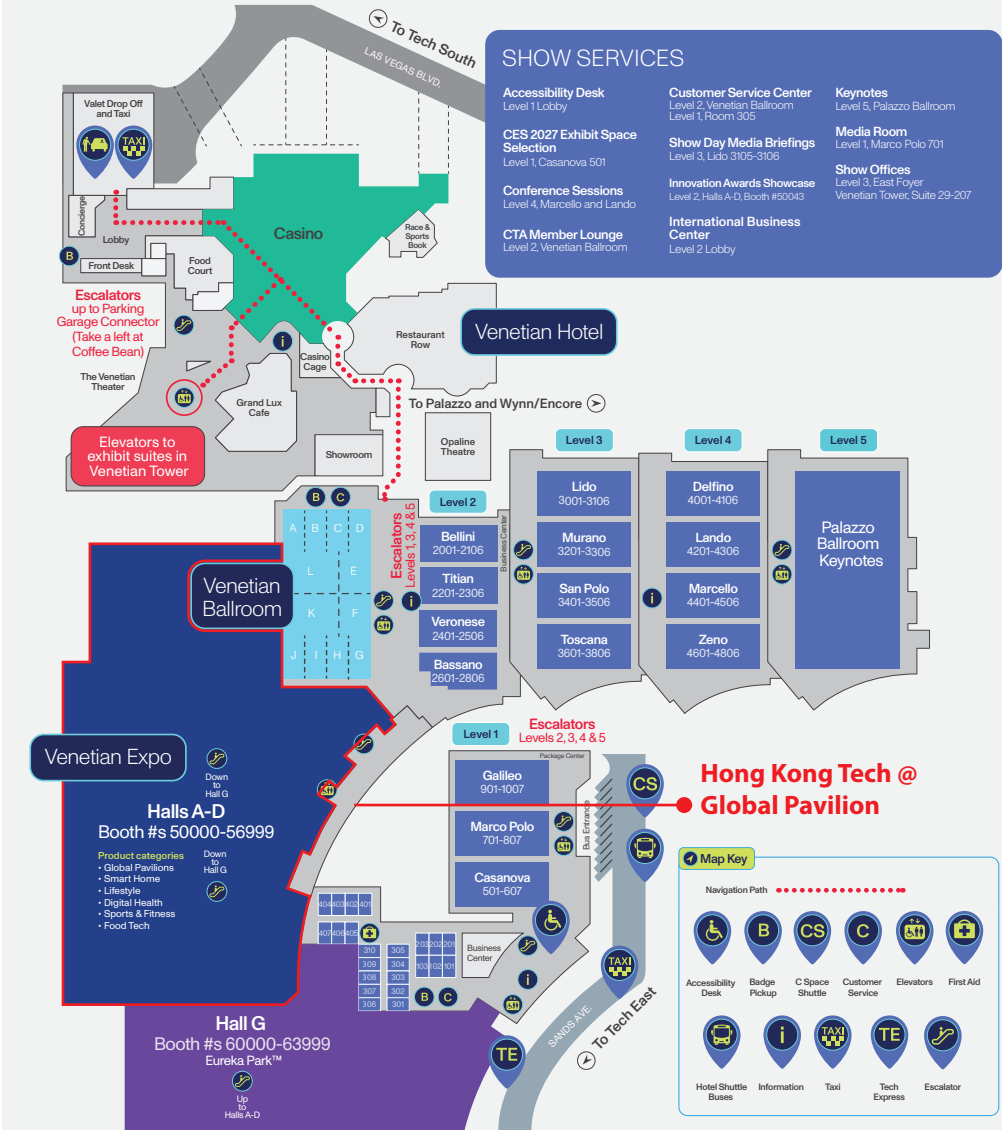 To Tech South
LAS VEGAS BLVD.
SHOW SERVICES
Accessibility Desk
Level 1 Lobby
CES 2027 Exhibit Space
Selection
Level 1, Casanova 501
Conference Sessions
Level 4, Marcello and Lando
CTA Member Lounge
Level 2, Venetian Ballroom
Customer Service Center
Level 2, Venetian Ballroom
Level 1, Room 305
Show Day Media Briefings
Level 3, Lido 3105-3106
Innovation Awards Showcase
Level 2, Halls A-D, Booth #50043
International Business
Center
Level 2 Lobby
Keynotes
Level 5, Palazzo Ballroom
Media Room
Level 1, Marco Polo 701
Show Offices
Level 3, East Foyer
Venetian Tower, Suite 29-207
Valet Drop Off
and Taxi
TAXI
Concierge
Lobby
B
Front Desk
Food
Court
Casino
Race &
Sports
Book
Escalators
up to Parking
Garage Connector
(Take a left at
Coffee Bean)
i
Casino
Cage
Restaurant
Row
Venetian Hotel
The Venetian
Theater
Grand Lux
Cafe
To Palazzo and Wynn/Encore
Elevators to
exhibit suites in
Venetian Tower
Showroom
Opaline
Theatre
Level 3
Level 4
Level 5
B C
Level 2
Escalators
Levels 1, 3, 4 & 5
Business Center
A B C D
L E
K F
J I H G
Venetian
Ballroom
i
Bellini
2001-2106
Titian
2201-2306
Veronese
2401-2506
Bassano
2601-2806
Lido
3001-3106
Murano
3201-3306
San Polo
3401-3506
Toscana
3601-3806
i
Delfino
4001-4106
Lando
4201-4306
Marcello
4401-4506
Zeno
4601-4806
Palazzo
Ballroom
Keynotes
Venetian Expo
Down
to
Hall G
Halls A-D
Booth #s 50000-56999
Product categories
• Global Pavilions
• Smart Home
• Lifestyle
• Digital Health
• Sports & Fitness
• Food Tech
Down
to
Hall G
Level 1
Escalators
Levels 2, 3, 4 & 5
Package Center
Galileo
901-1007
Marco Polo
701-807
Casanova
501-607
Bus Entrance
CS
Hong Kong Tech @
Global Pavilion
404 403 402 401
407 406 405
310
309
308
307
306
305
304
303
302
301
203 202 201
103 102 101
Business
Center
B C
i
TAXI
SANDS AVE.
To Tech East
TE
Hall G
Booth #s 60000-63999
Eureka Park™
Up
to
Halls A-D
Map Key
Navigation Path
B
CS
C
Accessibility
Desk
Badge
Pickup
C Space
Shuttle
Customer
Service
Elevators
First Aid
i
TAXI
TE
Hotel Shuttle
Buses
Information
Taxi
Tech
Express
Escalator